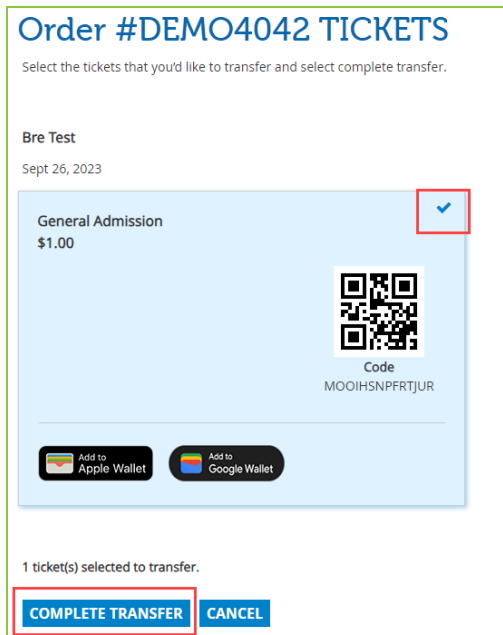 Order #DEMO4042 TICKETS
Select the tickets that you'd like to transfer and select complete transfer.
Bre Test
Sept 26, 2023
General Admission
$1.00
Code
MOOIHSNPFRTJUR
Add to
Apple Wallet
Add to
Google Wallet
1 ticket(s) selected to transfer.
COMPLETE TRANSFER
CANCEL